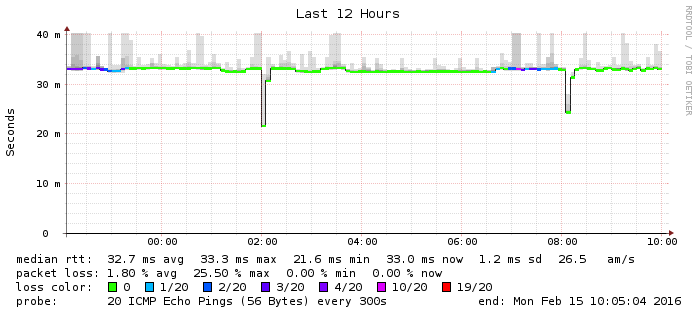 Last 12 Hours
RRDTOOL / TOBI OETIKER
Seconds
40 m
30 m
20 m
10 m
0
00:00 02:00 04:00 06:00 08:00 10:00
median rtt: 32.7 ms avg 33.3 ms max 21.6 ms min 33.0 ms now 1.2 ms sd 26.5 am/s
packet loss: 1.80 % avg 25.50 % max 0.00 % min 0.00 % now
loss color: 0 1/20 2/20 3/20 4/20 10/20 19/20
probe: 20 ICMP Echo Pings (56 Bytes) every 300s end: Mon Feb 15 10:05:04 2016